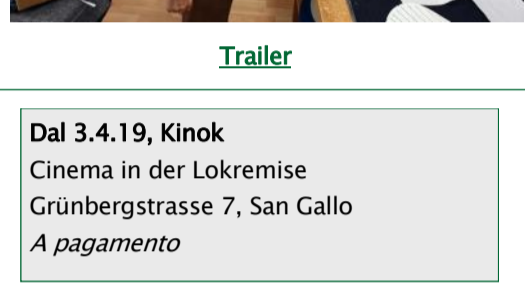 Trailer
Dal 3.4.19, Kinok
Cinema in der Lokremise
Grünbergstrasse 7, San Gallo
A pagamento